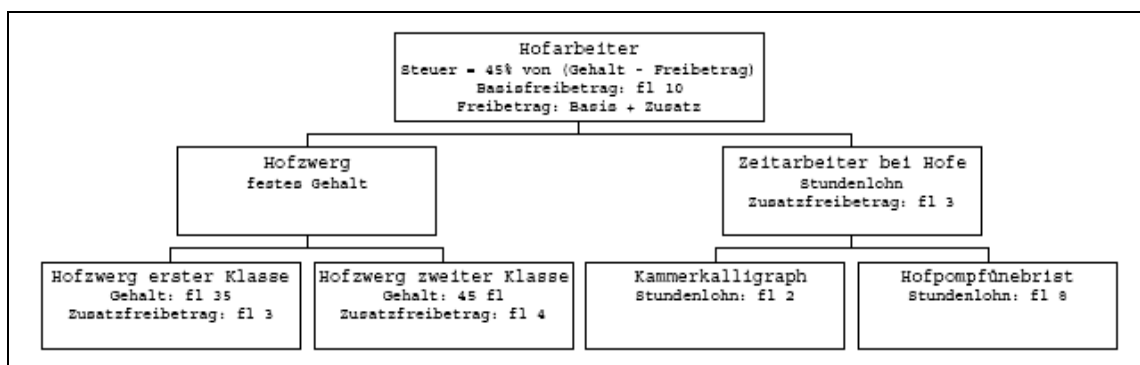 Hofarbeiter
Steuer = 45% von (Gehalt - Freibetrag)
Basisfreibetrag: fl 10
Freibetrag: Basis + Zusatz
Hofzwerg
festes Gehalt
Zeitarbeiter bei Hofe
Stundenlohn
Zusatzfreibetrag: fl 3
Hofzwerg erster Klasse
Gehalt: fl 35
Zusatzfreibetrag: fl 3
Hofzwerg zweiter Klasse
Gehalt: 45 fl
Zusatzfreibetrag: fl 4
Kammerkalligraph
Stundenlohn: fl 2
Hofpompfünebrist
Stundenlohn: fl 8